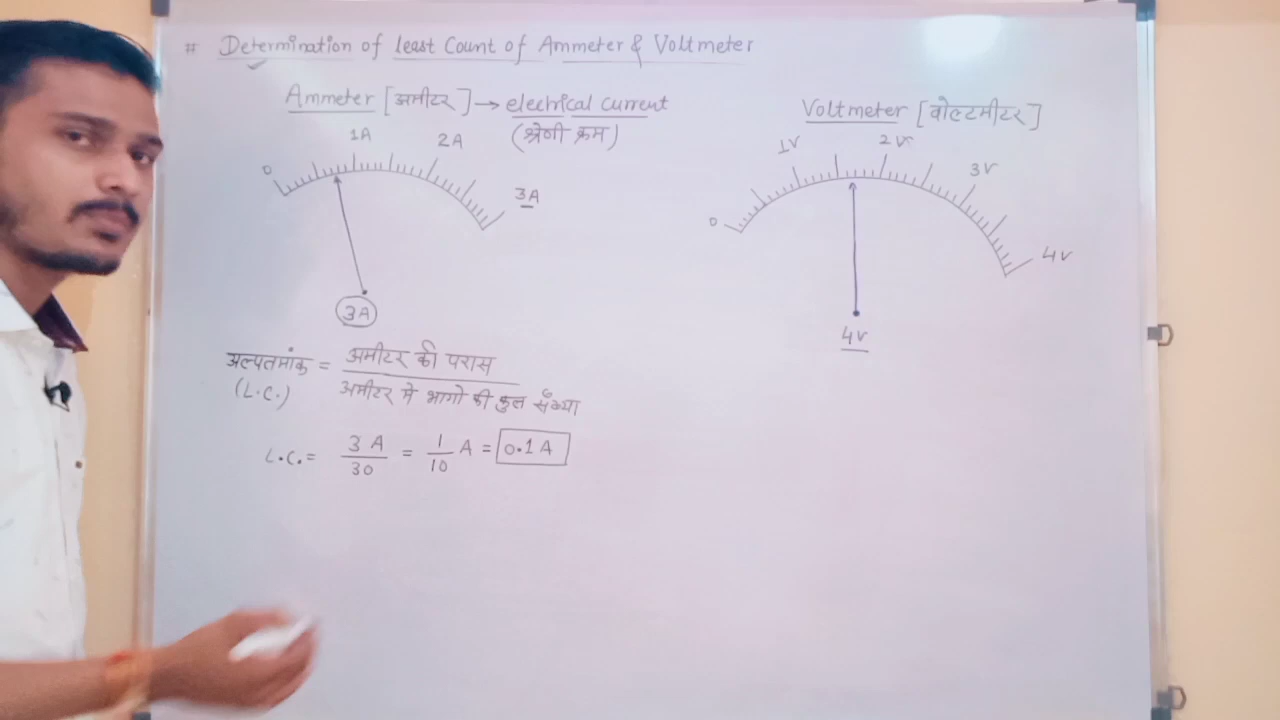 # Determination of least Count of Ammeter & Voltmeter
Ammeter [अमीटर] → electrical current
(श्रेणी क्रम)
0 1A 2A 3A
3A
अल्पतमांक = अमीटर की परास
(L.C.) अमीटर मे भागो की कुल सँख्या
L.C. = 3 A / 30 = 1 / 10 A = 0.1 A
Voltmeter [वोल्टमीटर]
0 1V 2V 3V 4V
4V